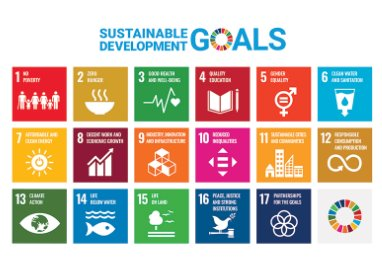 SUSTAINABLE
DEVELOPMENT
GOALS
1 NO
POVERTY
2 ZERO
HUNGER
3 GOOD HEALTH
AND WELL-BEING
4 QUALITY
EDUCATION
5 GENDER
EQUALITY
6 CLEAN WATER
AND SANITATION
7 AFFORDABLE AND
CLEAN ENERGY
8 DECENT WORK AND
ECONOMIC GROWTH
9 INDUSTRY, INNOVATION
AND INFRASTRUCTURE
10 REDUCED
INEQUALITIES
11 SUSTAINABLE CITIES
AND COMMUNITIES
12 RESPONSIBLE
CONSUMPTION
AND PRODUCTION
13 CLIMATE
ACTION
14 LIFE
BELOW WATER
15 LIFE
ON LAND
16 PEACE, JUSTICE
AND STRONG
INSTITUTIONS
17 PARTNERSHIPS
FOR THE GOALS